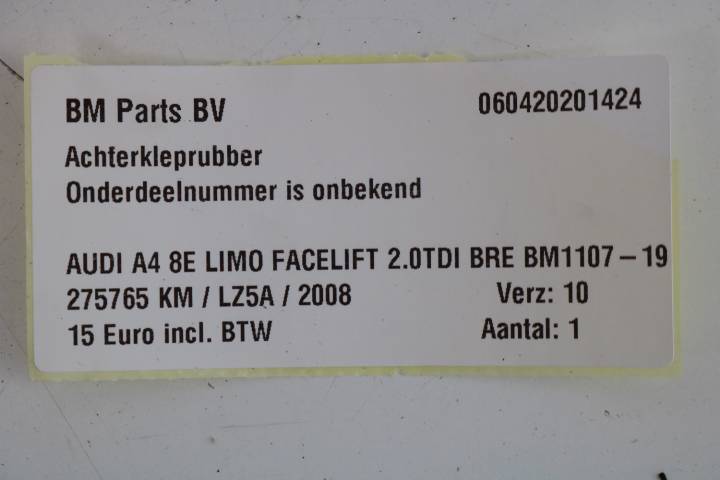 BM Parts BV 060420201424
Achterkleprubber
Onderdeelnummer is onbekend
AUDI A4 8E LIMO FACELIFT 2.0TDI BRE BM1107-19
275765 KM / LZ5A / 2008 Verz: 10
15 Euro incl. BTW Aantal: 1